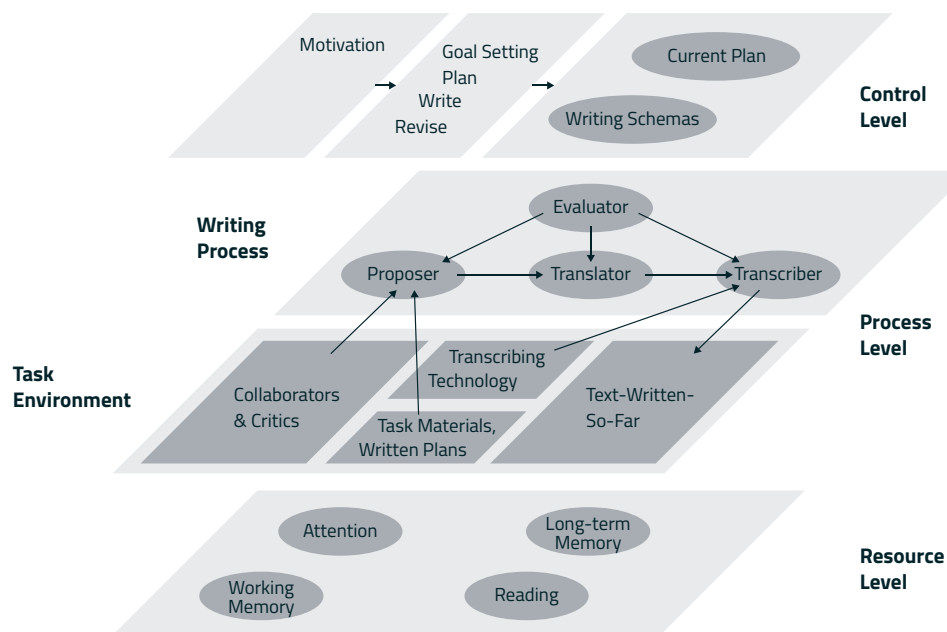 Motivation
Goal Setting
Plan
Write
Revise
Current Plan
Writing Schemas
Control
Level
Writing
Process
Evaluator
Proposer
Translator
Transcriber
Process
Level
Task
Environment
Collaborators
& Critics
Transcribing
Technology
Task Materials,
Written Plans
Text-Written-
So-Far
Attention
Long-term
Memory
Working
Memory
Reading
Resource
Level